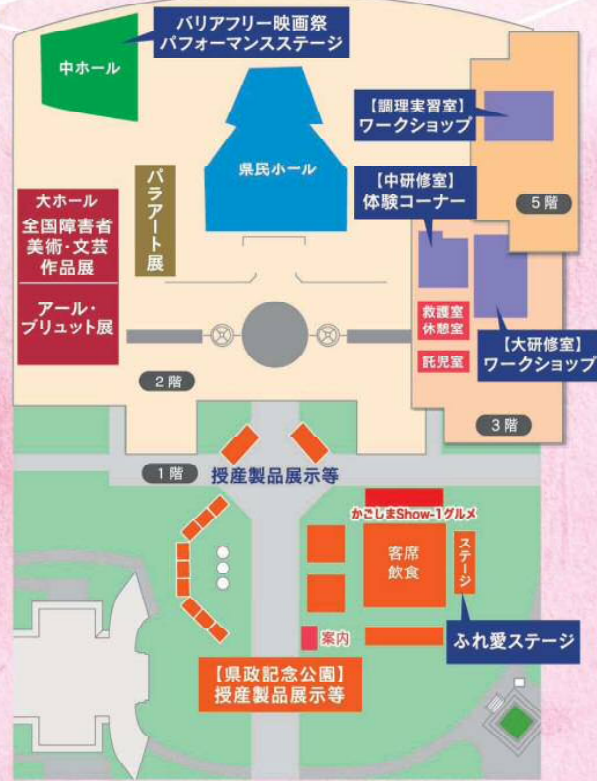 バリアフリー映画祭
パフォーマンスステージ
中ホール
県民ホール
パラアート展
大ホール
全国障害者
美術・文芸
作品展
アール・
ブリュット展
【調理実習室】
ワークショップ
5階
【中研修室】
体験コーナー
救護室
休憩室
託児室
【大研修室】
ワークショップ
3階
2階
1階
授産製品展示等
かごしまShow-1グルメ
客席
飲食
ステージ
ふれ愛ステージ
案内
【県政記念公園】
授産製品展示等